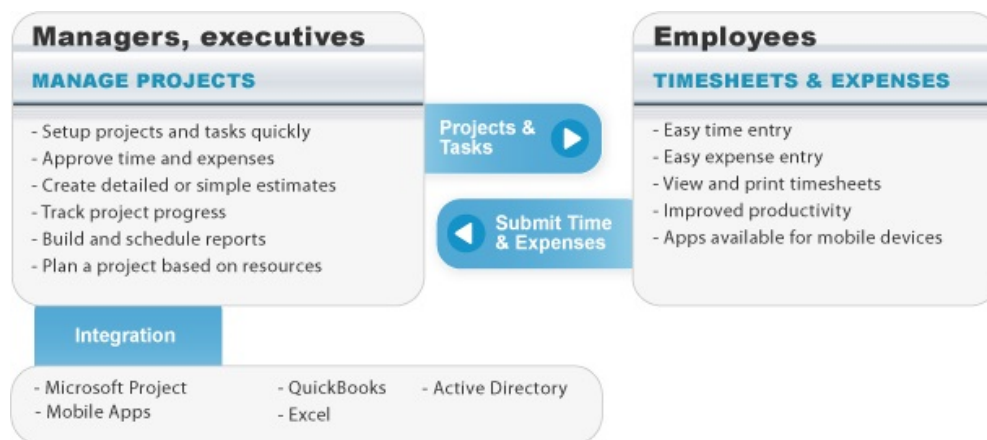 Managers, executives
MANAGE PROJECTS
- Setup projects and tasks quickly
- Approve time and expenses
- Create detailed or simple estimates
- Track project progress
- Build and schedule reports
- Plan a project based on resources
Projects &
Tasks
Submit Time
& Expenses
Employees
TIMESHEETS & EXPENSES
- Easy time entry
- Easy expense entry
- View and print timesheets
- Improved productivity
- Apps available for mobile devices
Integration
- Microsoft Project
- Mobile Apps
- QuickBooks
- Excel
- Active Directory